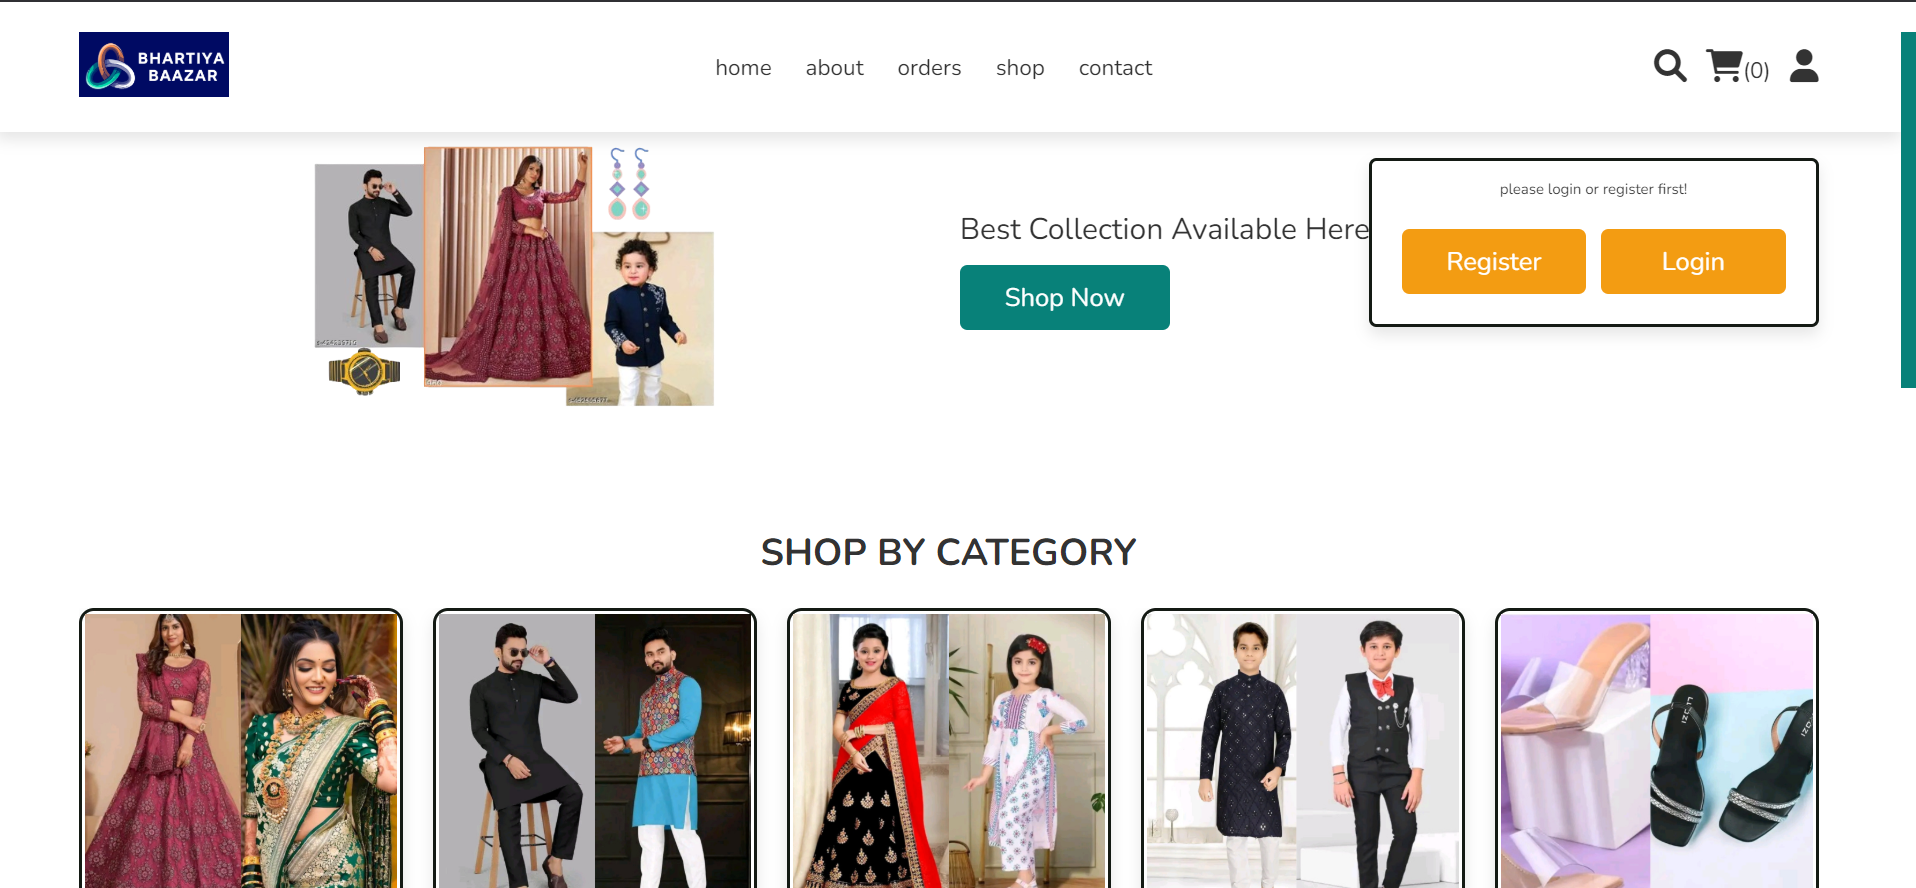 BHARTIYA
BAAZAR
home about orders shop contact
(0)
please login or register first!
Register Login
Best Collection Available Here
Shop Now
SHOP BY CATEGORY